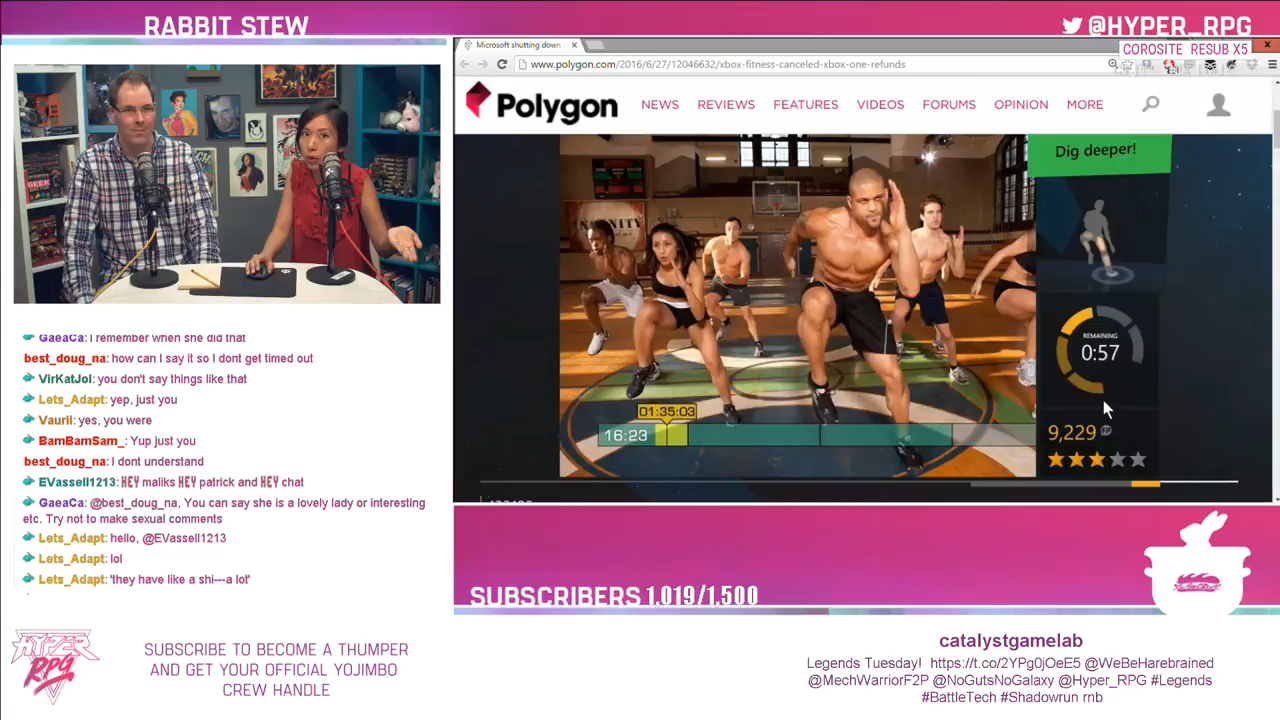 RABBIT STEW
@HYPER_RPG
COROSITE RESUB X5
Microsoft shutting down
www.polygon.com/2016/6/27/12046632/xbox-fitness-canceled-xbox-one-refunds
Polygon
NEWS REVIEWS FEATURES VIDEOS FORUMS OPINION MORE
Dig deeper!
REMAINING
0:57
01:35:03
16:23
9,229
GEEK
GaeaCa: I remember when she did that
best_doug_na: how can I say it so I dont get timed out
VirKatJol: you don't say things like that
Lets_Adapt: yep, just you
Vauril: yes, you were
BamBamSam_: Yup just you
best_doug_na: I dont understand
EVassell1213: HEY maliks HEY patrick and HEY chat
GaeaCa: @best_doug_na, You can say she is a lovely lady or interesting
etc. Try not to make sexual comments
Lets_Adapt: hello, @EVassell1213
Lets_Adapt: lol
Lets_Adapt: 'they have like a shi---a lot'
SUBSCRIBERS 1,019/1,500
HYPER
RPG
SUBSCRIBE TO BECOME A THUMPER
AND GET YOUR OFFICIAL YOJIMBO
CREW HANDLE
catalystgamelab
Legends Tuesday! https://t.co/2YPg0jOeE5 @WeBeHarebrained
@MechWarriorF2P @NoGutsNoGalaxy @Hyper_RPG #Legends
#BattleTech #Shadowrun rnb